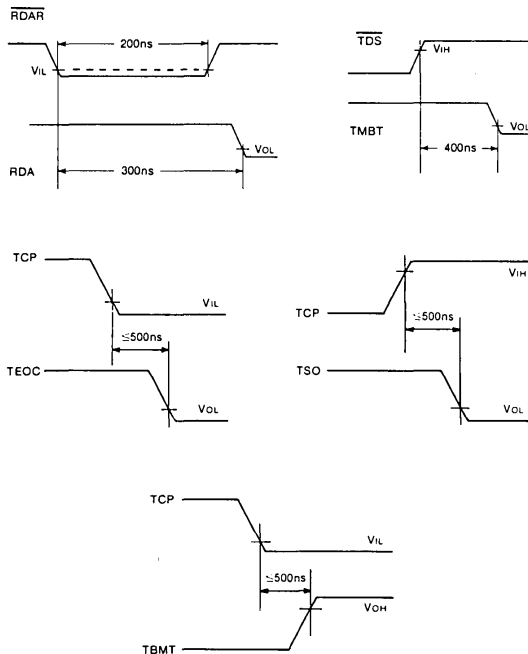 RDAR
200ns
VIL
RDA
VOL
300ns
TDS
VIH
TMBT
VOL
400ns
TCP
VIL
≤500ns
TEOC
VOL
VIH
TCP
≤500ns
TSO
VOL
TCP
VIL
≤500ns
VOH
TBMT